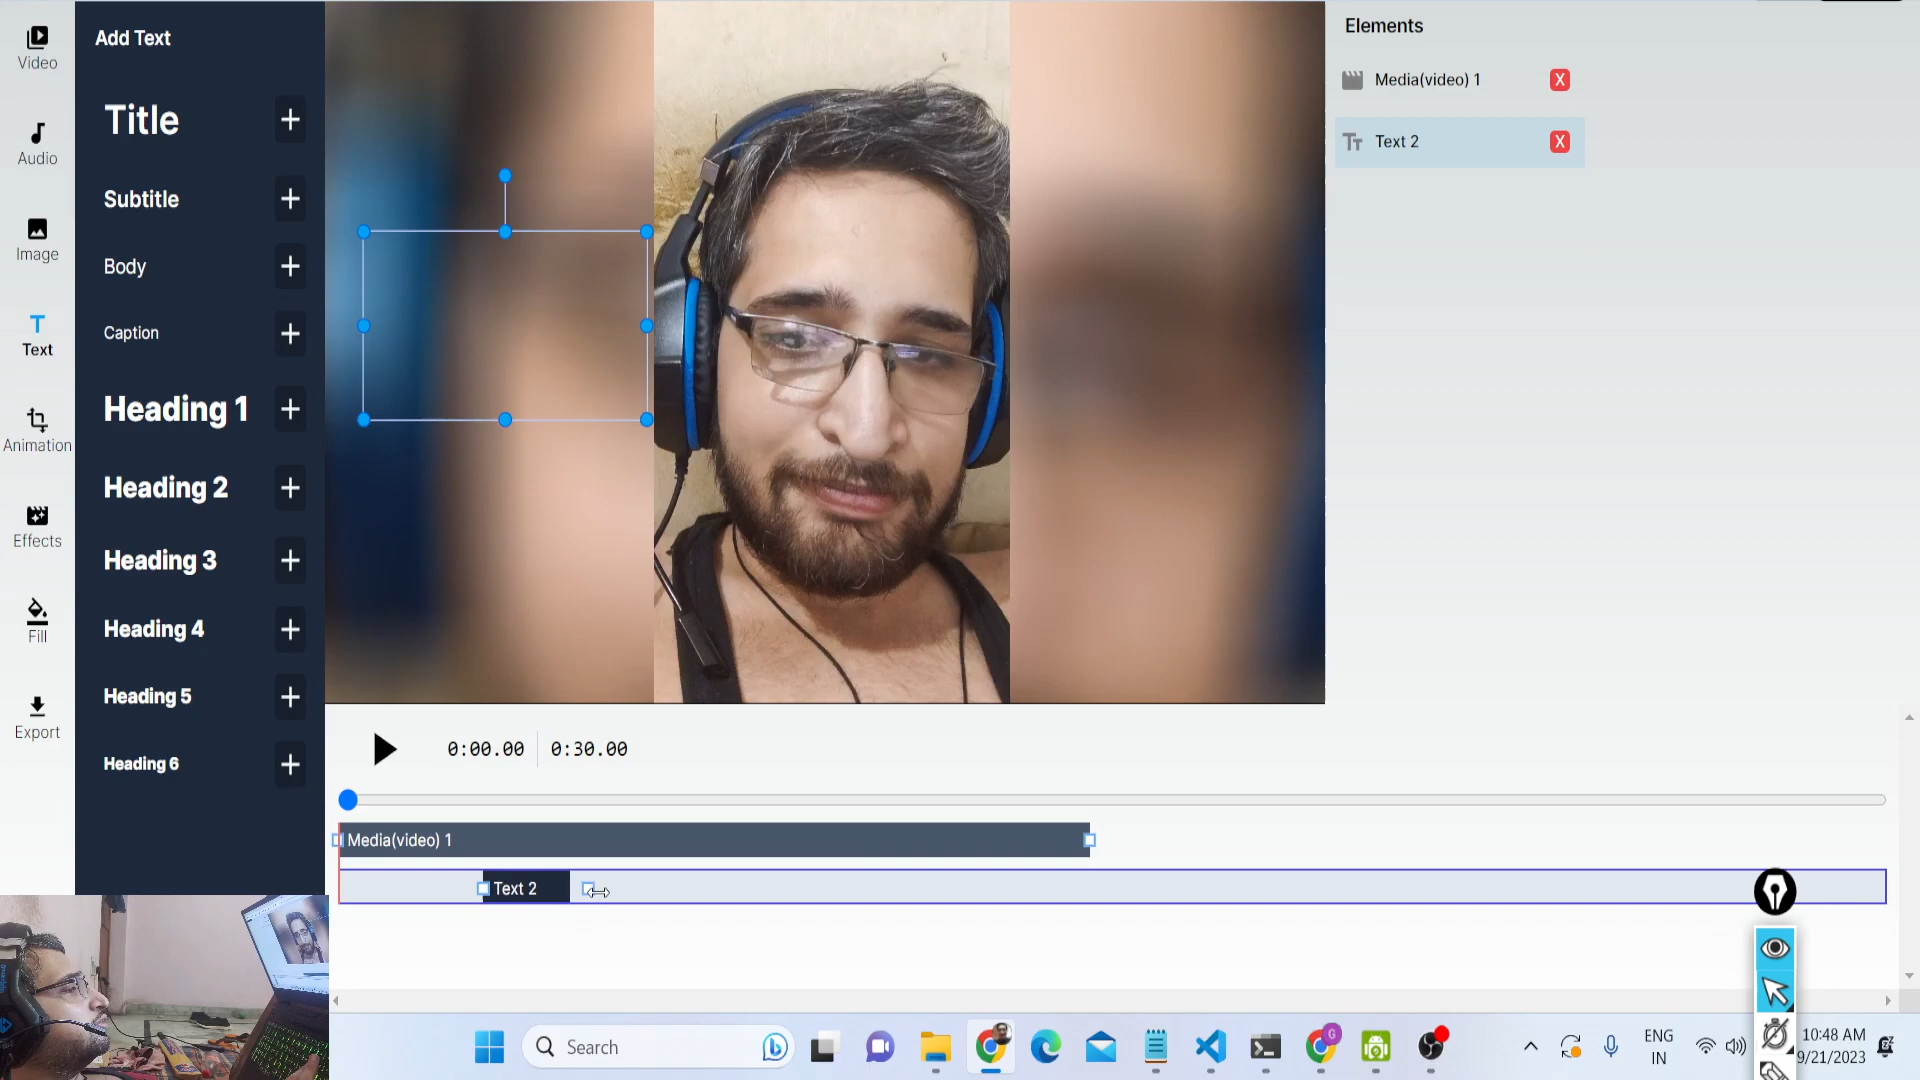 Video
Audio
Image
Text
Animation
Effects
Fill
Export
Add Text
Title
Subtitle
Body
Caption
Heading 1
Heading 2
Heading 3
Heading 4
Heading 5
Heading 6
Elements
Media(video) 1
X
Text 2
X
0:00.00
0:30.00
Media(video) 1
Text 2
Search
G
ENG
IN
10:48 AM
9/21/2023